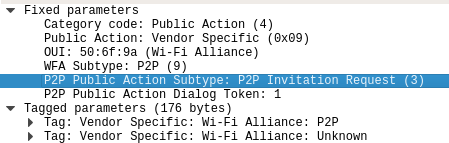 Fixed parameters
Category code: Public Action (4)
Public Action: Vendor Specific (0x09)
OUI: 50:6f:9a (Wi-Fi Alliance)
WFA Subtype: P2P (9)
P2P Public Action Subtype: P2P Invitation Request (3)
P2P Public Action Dialog Token: 1
Tagged parameters (176 bytes)
Tag: Vendor Specific: Wi-Fi Alliance: P2P
Tag: Vendor Specific: Wi-Fi Alliance: Unknown